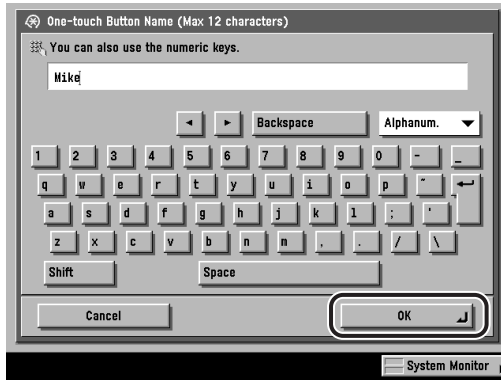 One-touch Button Name (Max 12 characters)
You can also use the numeric keys.
Mike
◄ ► Backspace Alphanum. ▼
1 2 3 4 5 6 7 8 9 0 - _
q w e r t y u i o p ~
a s d f g h j k l ; '
z x c v b n m , . / \
Shift Space
Cancel OK
System Monitor